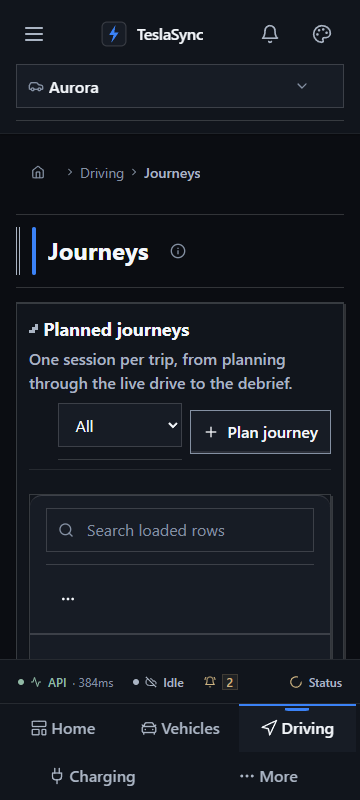 TeslaSync
Aurora
Driving
Journeys
Journeys
Planned journeys
One session per trip, from planning
through the live drive to the debrief.
All
Plan journey
Search loaded rows
...
API · 384ms
Idle
2
Status
Home
Vehicles
Driving
Charging
More